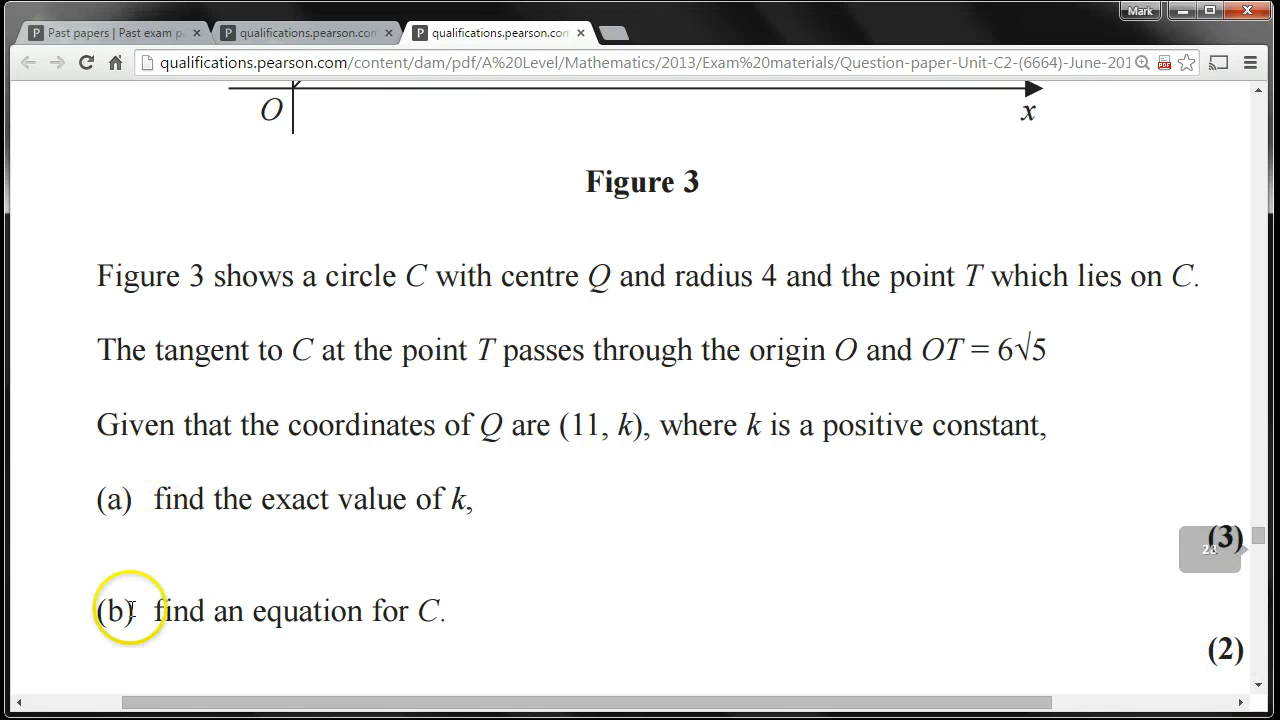 Mark
Past papers | Past exam p
qualifications.pearson.com
qualifications.pearson.com
qualifications.pearson.com/content/dam/pdf/A%20Level/Mathematics/2013/Exam%20materials/Question-paper-Unit-C2-(6664)-June-201
O
x
Figure 3
Figure 3 shows a circle C with centre Q and radius 4 and the point T which lies on C.
The tangent to C at the point T passes through the origin O and OT = 6√5
Given that the coordinates of Q are (11, k), where k is a positive constant,
(a) find the exact value of k,
(3)
23
(b) find an equation for C.
(2)